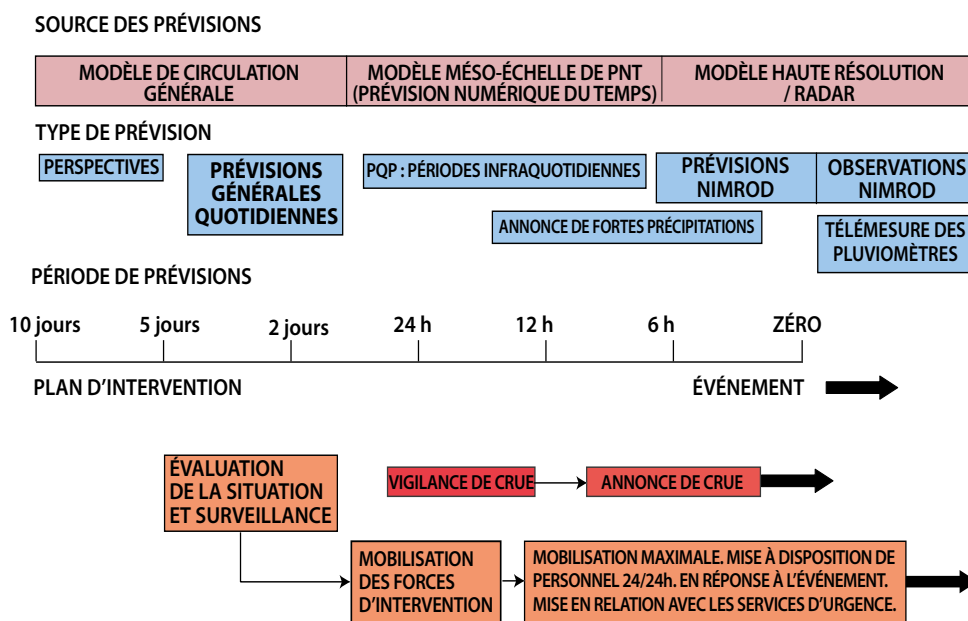 SOURCE DES PRÉVISIONS
MODÈLE DE CIRCULATION
GÉNÉRALE
MODÈLE MÉSO-ÉCHELLE DE PNT
(PRÉVISION NUMÉRIQUE DU TEMPS)
MODÈLE HAUTE RÉSOLUTION
/ RADAR
TYPE DE PRÉVISION
PERSPECTIVES
PRÉVISIONS
GÉNÉRALES
QUOTIDIENNES
PQP : PÉRIODES INFRAQUOTIDIENNES
PRÉVISIONS
NIMROD
OBSERVATIONS
NIMROD
ANNONCE DE FORTES PRÉCIPITATIONS
TÉLÉMESURE DES
PLUVIOMÈTRES
PÉRIODE DE PRÉVISIONS
10 jours 5 jours 2 jours 24 h 12 h 6 h ZÉRO
PLAN D'INTERVENTION
ÉVÉNEMENT
ÉVALUATION
DE LA SITUATION
ET SURVEILLANCE
VIGILANCE DE CRUE
ANNONCE DE CRUE
MOBILISATION
DES FORCES
D'INTERVENTION
MOBILISATION MAXIMALE. MISE À DISPOSITION DE
PERSONNEL 24/24h. EN RÉPONSE À L'ÉVÉNEMENT.
MISE EN RELATION AVEC LES SERVICES D'URGENCE.